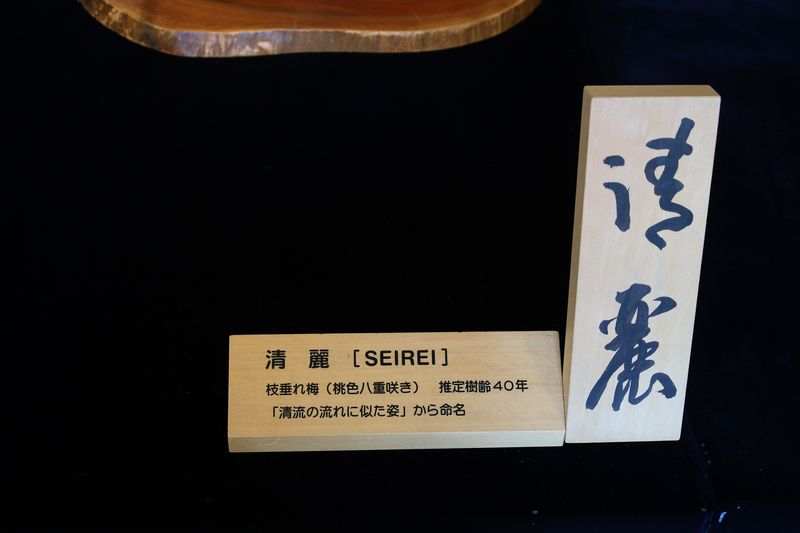 清麗
清 麗 [SEIREI]
枝垂れ梅（桃色八重咲き） 推定樹齢40年
「清流の流れに似た姿」から命名